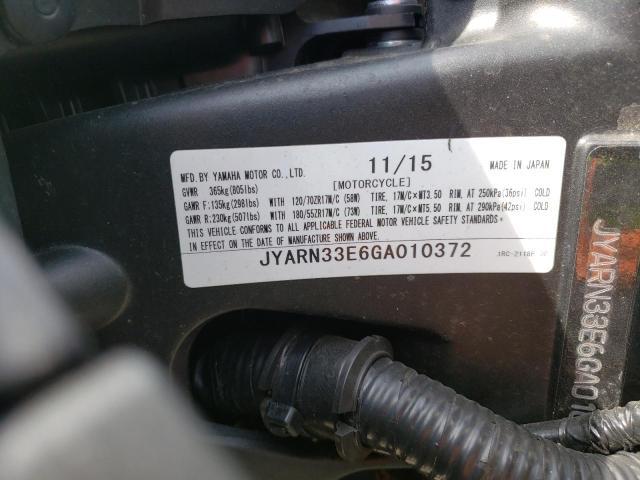 MFD.BY YAMAHA MOTOR CO.,LTD. 11/15 MADE IN JAPAN
GVWR 365kg(805lbs) [MOTORCYCLE]
GAWR F:135kg(298lbs) WITH 120/70ZR17M/C (58W) TIRE, 17M/C×MT3.50 RIM, AT 250kPa(36psi) COLD
GAWR R:230kg(507lbs) WITH 180/55ZR17M/C (73W) TIRE, 17M/C×MT5.50 RIM, AT 290kPa(42psi) COLD
THIS VEHICLE CONFORMS TO ALL APPLICABLE FEDERAL MOTOR VEHICLE SAFETY STANDARDS
IN EFFECT ON THE DATE OF MANUFACTURE SHOWN ABOVE.
JYARN33E6GA010372
JYARN33E6GA01